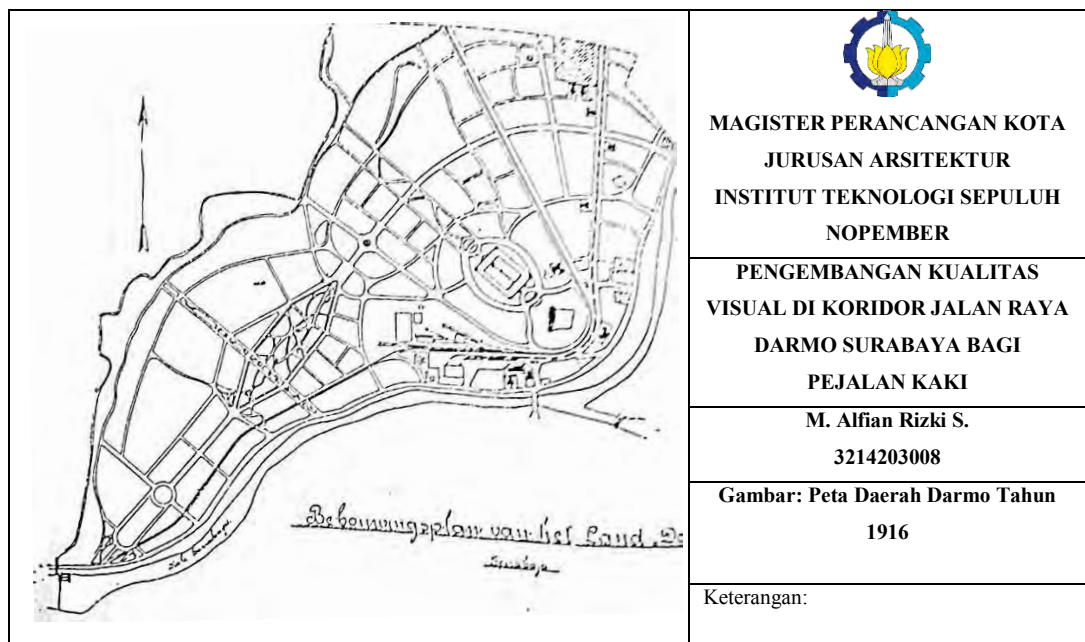 Bebouwingsplan van het Land Da
Soerabaja
MAGISTER PERANCANGAN KOTA
JURUSAN ARSITEKTUR
INSTITUT TEKNOLOGI SEPULUH
NOPEMBER
PENGEMBANGAN KUALITAS
VISUAL DI KORIDOR JALAN RAYA
DARMO SURABAYA BAGI
PEJALAN KAKI
M. Alfian Rizki S.
3214203008
Gambar: Peta Daerah Darmo Tahun
1916
Keterangan: